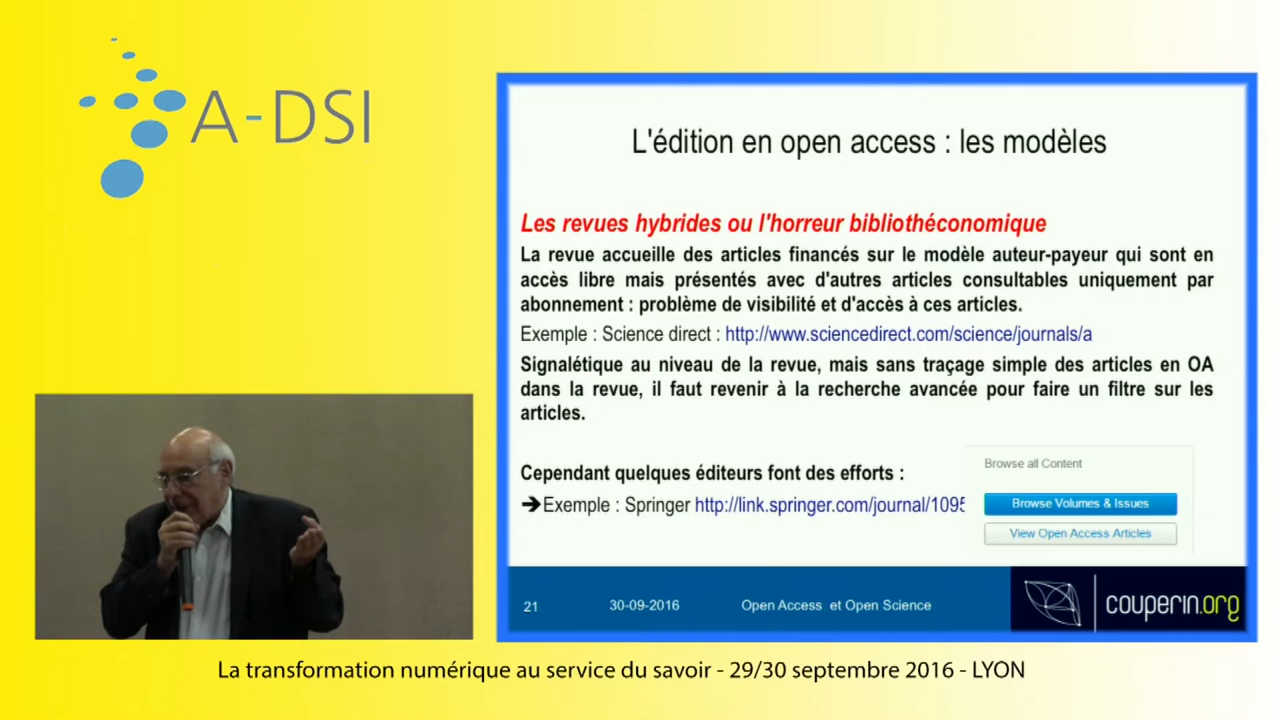 A-DSI
L'édition en open access : les modèles
Les revues hybrides ou l'horreur bibliothéconomique
La revue accueille des articles financés sur le modèle auteur-payeur qui sont en
accès libre mais présentés avec d'autres articles consultables uniquement par
abonnement : problème de visibilité et d'accès à ces articles.
Exemple : Science direct : http://www.sciencedirect.com/science/journals/a
Signalétique au niveau de la revue, mais sans traçage simple des articles en OA
dans la revue, il faut revenir à la recherche avancée pour faire un filtre sur les
articles.
Cependant quelques éditeurs font des efforts :
➔Exemple : Springer http://link.springer.com/journal/1095
Browse all Content
Browse Volumes & Issues
View Open Access Articles
21
30-09-2016
Open Access et Open Science
couperin.org
La transformation numérique au service du savoir - 29/30 septembre 2016 - LYON